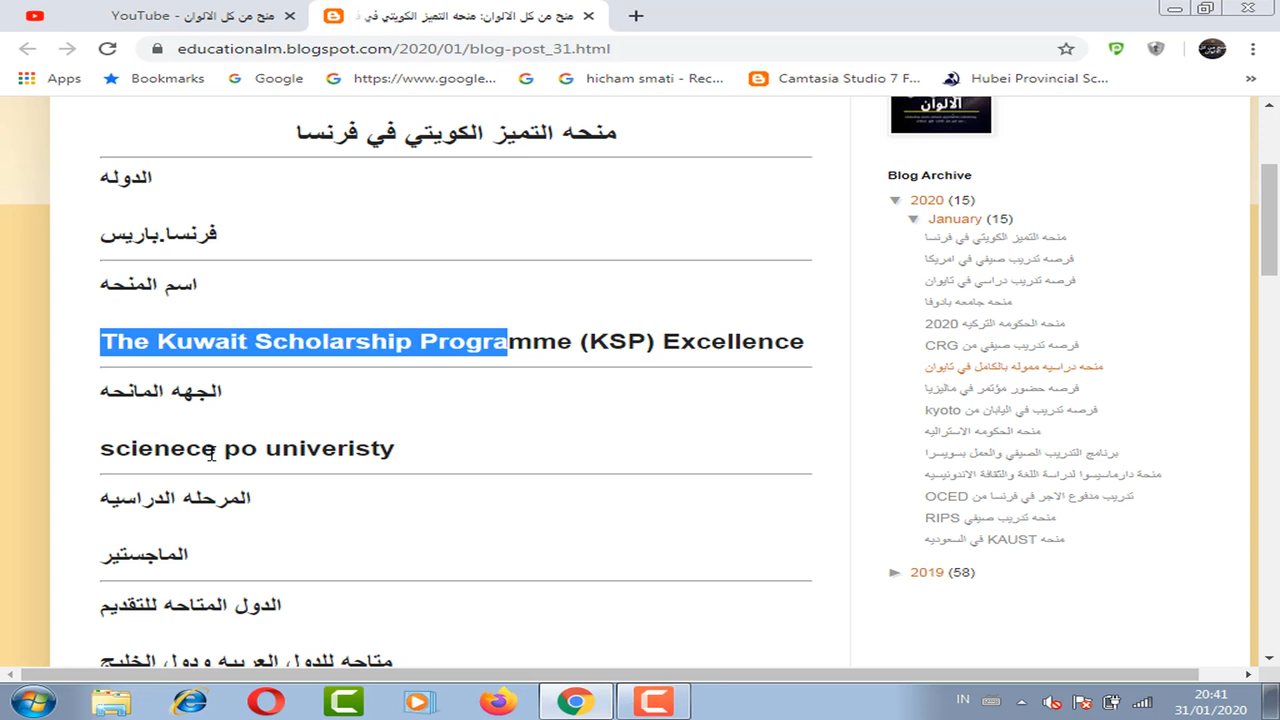 منح من كل الالوان - YouTube
منح من كل الالوان: منحه التميز الكويتي في ف
educationalm.blogspot.com/2020/01/blog-post_31.html
Apps
Bookmarks
Google
https://www.google...
hicham smati - Rec...
Camtasia Studio 7 F...
Hubei Provincial Sc...
»
منحه التميز الكويتي في فرنسا
الدوله
فرنسا.باريس
اسم المنحه
The Kuwait Scholarship Programme (KSP) Excellence
الجهه المانحه
scienece po univeristy
المرحله الدراسيه
الماجستير
الدول المتاحه للتقديم
متاحه للدول العربيه ودول الخليج
الالوان
Blog Archive
▼ 2020 (15)
▼ January (15)
منحه التميز الكويتي في فرنسا
فرصه تدريب صيفي في امريكا
فرصه تدريب دراسي في تايوان
منحه جامعه بادوفا
منحه الحكومه التركيه 2020
فرصه تدريب صيفي من CRG
منحه دراسيه مموله بالكامل في تايوان
فرصه حضور مؤتمر في ماليزيا
فرصه تدريب في اليابان من kyoto
منحه الحكومه الاستراليه
برنامج التدريب الصيفي والعمل بسويسرا
منحة دارماسيسوا لدراسة اللغة والثقافة الاندونيسيه
تدريب مدفوع الاجر في فرنسا من OCED
منحه تدريب صيفي RIPS
منحه KAUST في السعوديه
► 2019 (58)
IN
20:41
31/01/2020